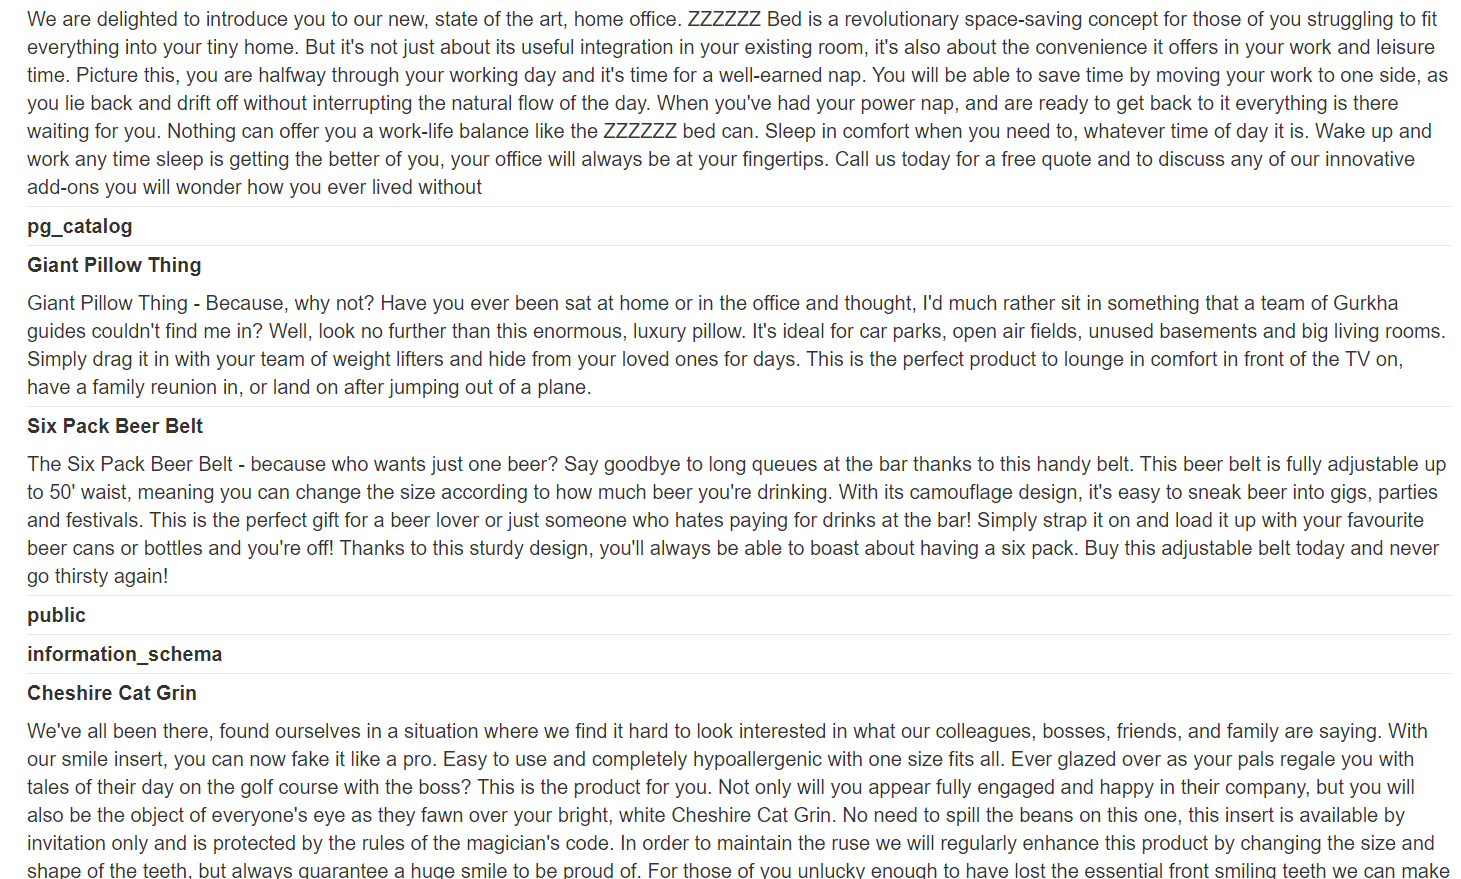 We are delighted to introduce you to our new, state of the art, home office. ZZZZZZ Bed is a revolutionary space-saving concept for those of you struggling to fit
everything into your tiny home. But it's not just about its useful integration in your existing room, it's also about the convenience it offers in your work and leisure
time. Picture this, you are halfway through your working day and it's time for a well-earned nap. You will be able to save time by moving your work to one side, as
you lie back and drift off without interrupting the natural flow of the day. When you've had your power nap, and are ready to get back to it everything is there
waiting for you. Nothing can offer you a work-life balance like the ZZZZZZ bed can. Sleep in comfort when you need to, whatever time of day it is. Wake up and
work any time sleep is getting the better of you, your office will always be at your fingertips. Call us today for a free quote and to discuss any of our innovative
add-ons you will wonder how you ever lived without
pg_catalog
Giant Pillow Thing
Giant Pillow Thing - Because, why not? Have you ever been sat at home or in the office and thought, I'd much rather sit in something that a team of Gurkha
guides couldn't find me in? Well, look no further than this enormous, luxury pillow. It's ideal for car parks, open air fields, unused basements and big living rooms.
Simply drag it in with your team of weight lifters and hide from your loved ones for days. This is the perfect product to lounge in comfort in front of the TV on,
have a family reunion in, or land on after jumping out of a plane.
Six Pack Beer Belt
The Six Pack Beer Belt - because who wants just one beer? Say goodbye to long queues at the bar thanks to this handy belt. This beer belt is fully adjustable up
to 50' waist, meaning you can change the size according to how much beer you're drinking. With its camouflage design, it's easy to sneak beer into gigs, parties
and festivals. This is the perfect gift for a beer lover or just someone who hates paying for drinks at the bar! Simply strap it on and load it up with your favourite
beer cans or bottles and you're off! Thanks to this sturdy design, you'll always be able to boast about having a six pack. Buy this adjustable belt today and never
go thirsty again!
public
information_schema
Cheshire Cat Grin
We've all been there, found ourselves in a situation where we find it hard to look interested in what our colleagues, bosses, friends, and family are saying. With
our smile insert, you can now fake it like a pro. Easy to use and completely hypoallergenic with one size fits all. Ever glazed over as your pals regale you with
tales of their day on the golf course with the boss? This is the product for you. Not only will you appear fully engaged and happy in their company, but you will
also be the object of everyone's eye as they fawn over your bright, white Cheshire Cat Grin. No need to spill the beans on this one, this insert is available by
invitation only and is protected by the rules of the magician's code. In order to maintain the ruse we will regularly enhance this product by changing the size and
shape of the teeth, but always guarantee a huge smile to be proud of. For those of you unlucky enough to have lost the essential front smiling teeth we can make